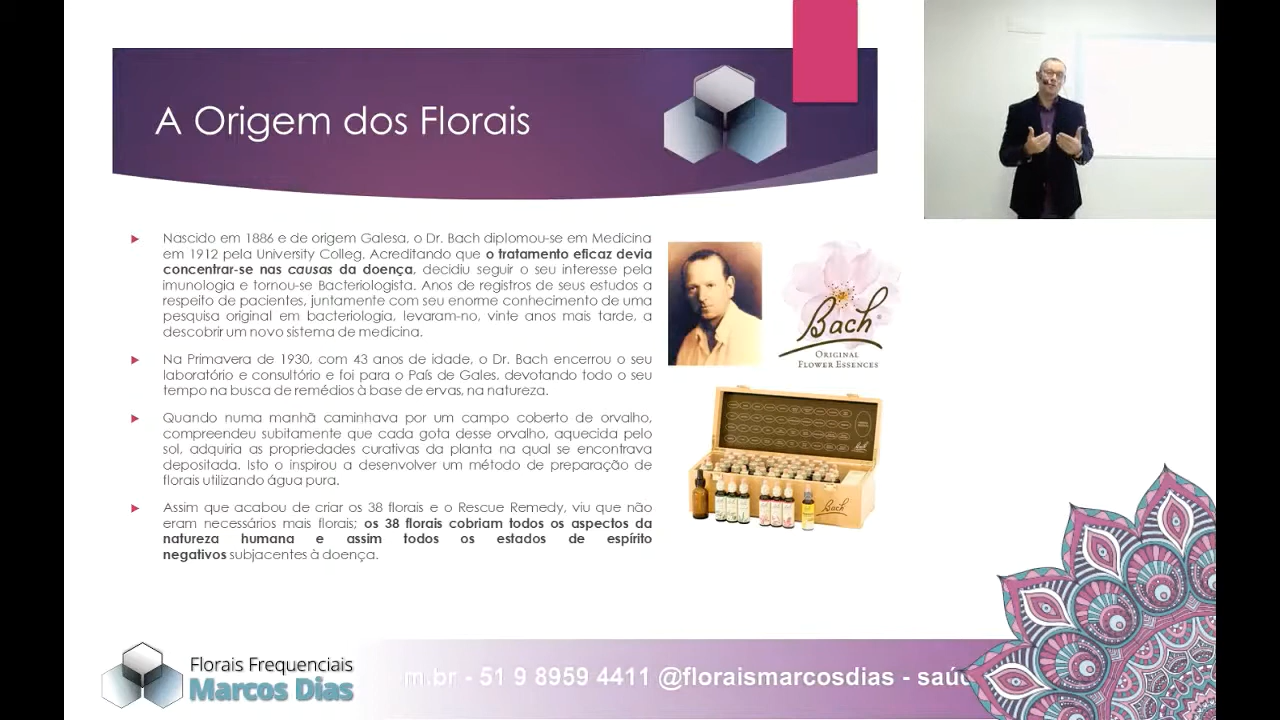 A Origem dos Florais
Nascido em 1886 e de origem Galesa, o Dr. Bach diplomou-se em Medicina
em 1912 pela University Colleg. Acreditando que o tratamento eficaz devia
concentrar-se nas causas da doença, decidiu seguir o seu interesse pela
imunologia e tornou-se Bacteriologista. Anos de registros de seus estudos a
respeito de pacientes, juntamente com seu enorme conhecimento de uma
pesquisa original em bacteriologia, levaram-no, vinte anos mais tarde, a
descobrir um novo sistema de medicina.
Na Primavera de 1930, com 43 anos de idade, o Dr. Bach encerrou o seu
laboratório e consultório e foi para o País de Gales, devotando todo o seu
tempo na busca de remédios à base de ervas, na natureza.
Quando numa manhã caminhava por um campo coberto de orvalho,
compreendeu subitamente que cada gota desse orvalho, aquecida pelo
sol, adquiria as propriedades curativas da planta na qual se encontrava
depositada. Isto o inspirou a desenvolver um método de preparação de
florais utilizando água pura.
Assim que acabou de criar os 38 florais e o Rescue Remedy, viu que não
eram necessários mais florais; os 38 florais cobriam todos os aspectos da
natureza humana e assim todos os estados de espírito
negativos subjacentes à doença.
Bach
ORIGINAL
FLOWER ESSENCES
Bach
Florais Frequenciais
Marcos Dias
m.br - 51 9 8959 4411 @floraismarcosdias - saúd